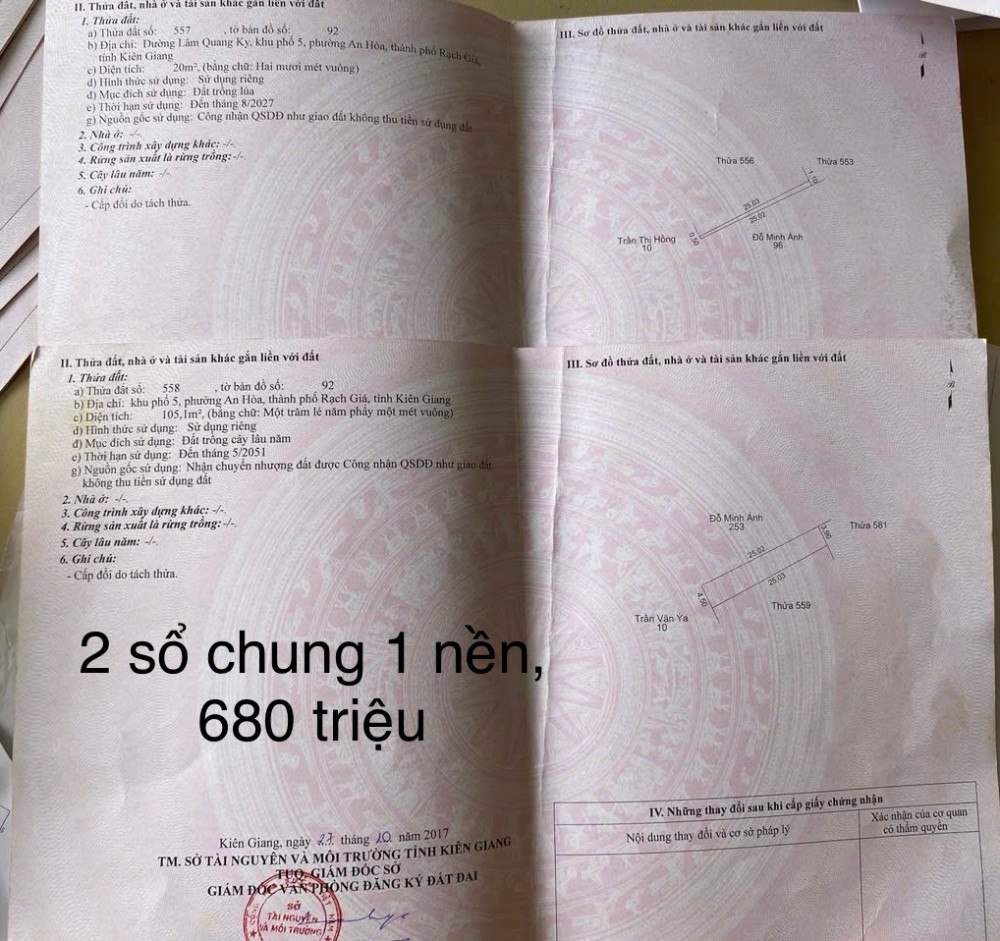 II. Thửa đất, nhà ở và tài sản khác gắn liền với đất
1. Thửa đất:
a) Thửa đất số: 557 , tờ bản đồ số: 92
b) Địa chỉ: Đường Lâm Quang Ky, khu phố 5, phường An Hòa, thành phố Rạch Giá,
tỉnh Kiên Giang
c) Diện tích: 20m², (bằng chữ: Hai mươi mét vuông)
d) Hình thức sử dụng: Sử dụng riêng
đ) Mục đích sử dụng: Đất trồng lúa
e) Thời hạn sử dụng: Đến tháng 8/2027
g) Nguồn gốc sử dụng: Công nhận QSDĐ như giao đất không thu tiền sử dụng đất
2. Nhà ở: -/-.
3. Công trình xây dựng khác: -/-.
4. Rừng sản xuất là rừng trồng: -/-.
5. Cây lâu năm: -/-.
6. Ghi chú:
- Cấp đổi do tách thửa.
III. Sơ đồ thửa đất, nhà ở và tài sản khác gắn liền với đất
Thửa 556
Thửa 553
1.10
25.03
25.02
0.50
Trần Thị Hồng
10
Đỗ Minh Ánh
96
II. Thửa đất, nhà ở và tài sản khác gắn liền với đất
1. Thửa đất:
a) Thửa đất số: 558 , tờ bản đồ số: 92
b) Địa chỉ: khu phố 5, phường An Hòa, thành phố Rạch Giá, tỉnh Kiên Giang
c) Diện tích: 105,1m², (bằng chữ: Một trăm lẻ năm phẩy một mét vuông)
d) Hình thức sử dụng: Sử dụng riêng
đ) Mục đích sử dụng: Đất trồng cây lâu năm
e) Thời hạn sử dụng: Đến tháng 5/2051
g) Nguồn gốc sử dụng: Nhận chuyển nhượng đất được Công nhận QSDĐ như giao đất
không thu tiền sử dụng đất
2. Nhà ở: -/-.
3. Công trình xây dựng khác: -/-.
4. Rừng sản xuất là rừng trồng: -/-.
5. Cây lâu năm: -/-.
6. Ghi chú:
- Cấp đổi do tách thửa.
III. Sơ đồ thửa đất, nhà ở và tài sản khác gắn liền với đất
Đỗ Minh Ánh
253
Thửa 581
3.90
25.02
25.03
4.50
Thửa 559
Trần Văn Ya
10
2 sổ chung 1 nền,
680 triệu
Kiên Giang, ngày 27 tháng 10 năm 2017
TM. SỞ TÀI NGUYÊN VÀ MÔI TRƯỜNG TỈNH KIÊN GIANG
TUQ. GIÁM ĐỐC SỞ
GIÁM ĐỐC VĂN PHÒNG ĐĂNG KÝ ĐẤT ĐAI
SỞ
TÀI NGUYÊN
VÀ MÔI TRƯỜNG
IV. Những thay đổi sau khi cấp giấy chứng nhận
Nội dung thay đổi và cơ sở pháp lý
Xác nhận của cơ quan
có thẩm quyền